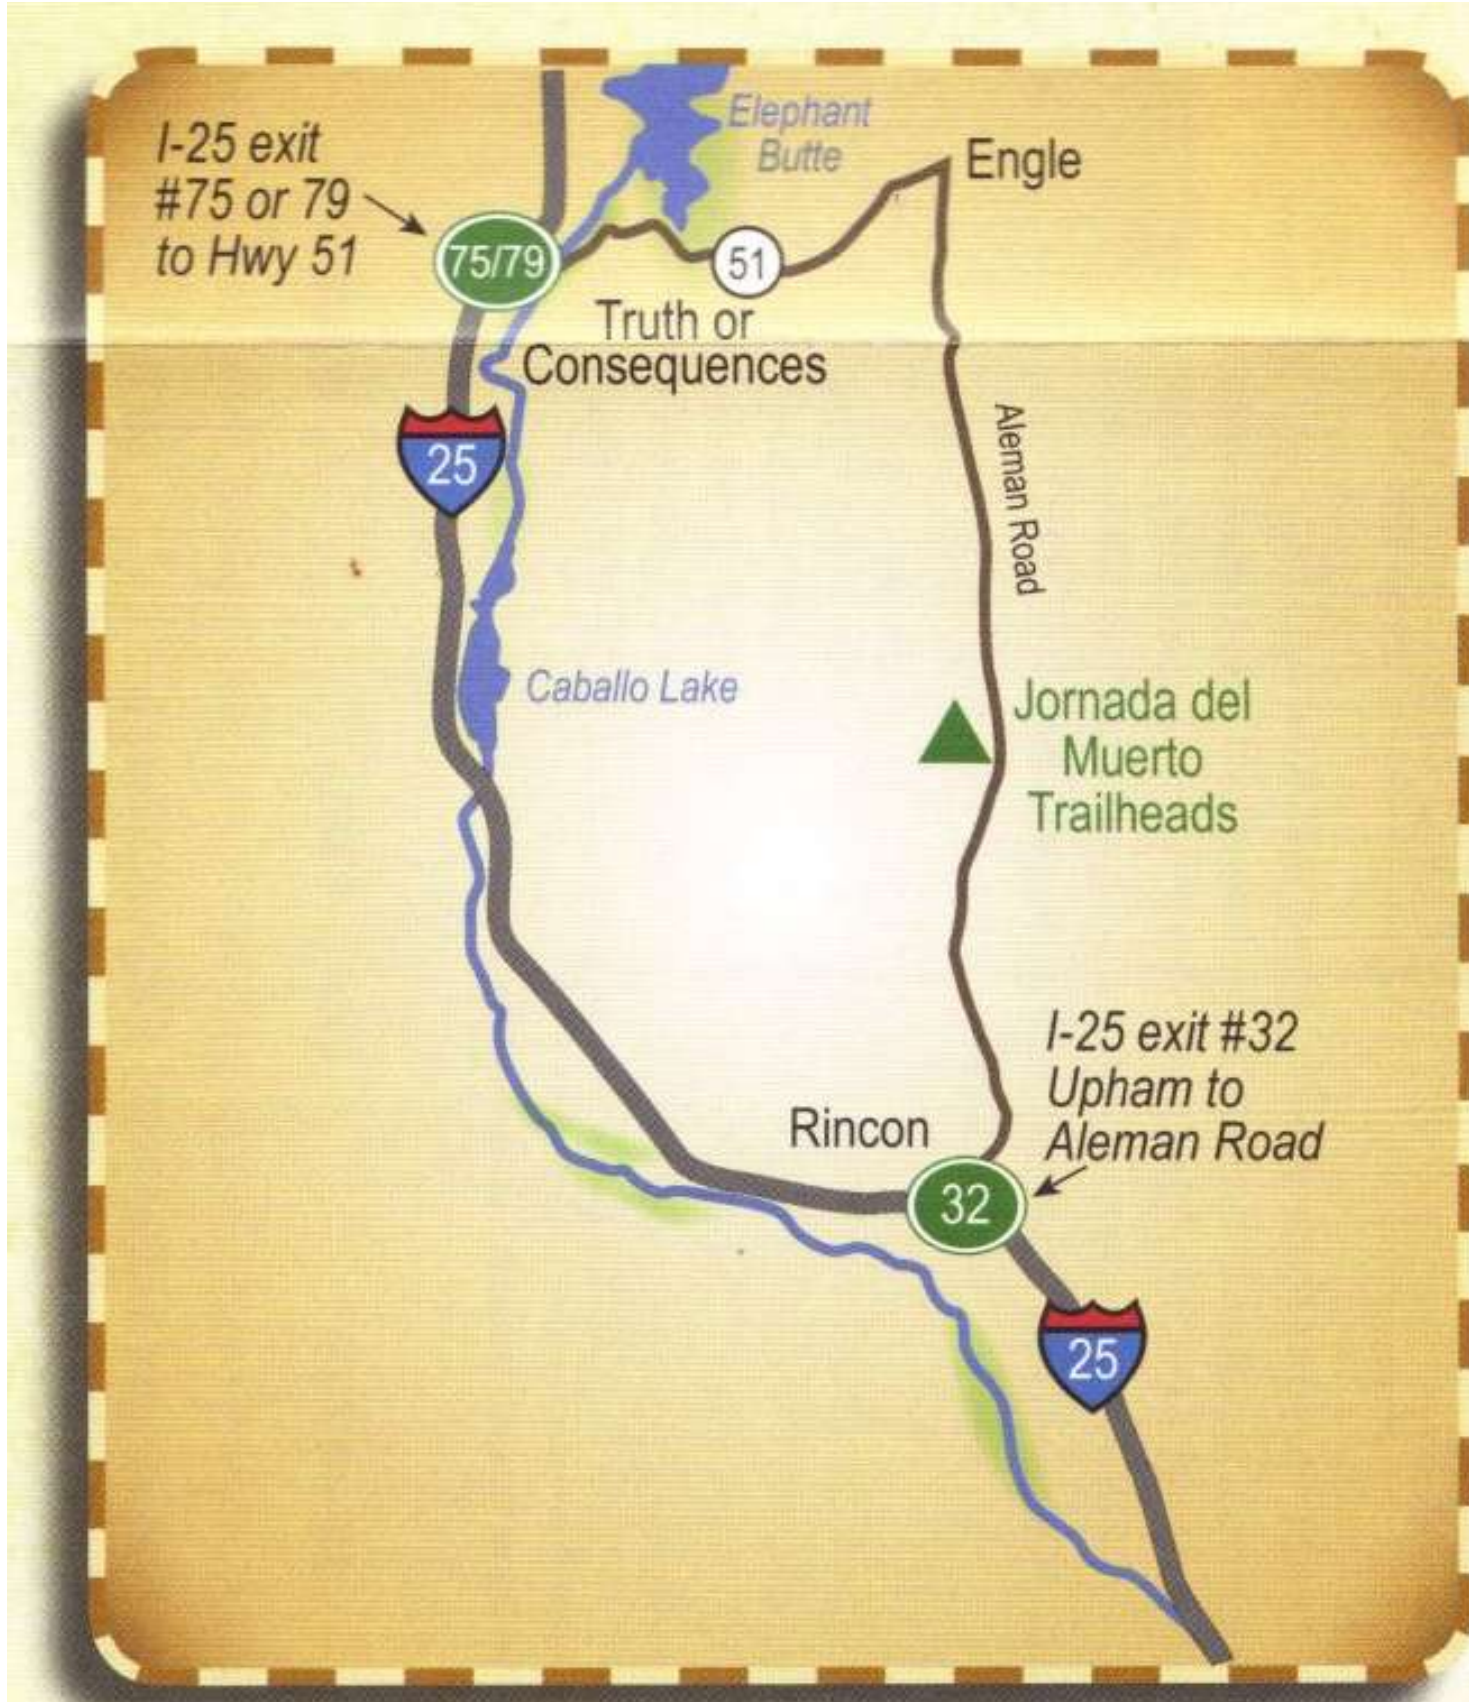 Elephant
Butte
I-25 exit
#75 or 79
to Hwy 51
Engle
75/79
51
Truth or
Consequences
25
Aleman Road
Caballo Lake
Jornada del
Muerto
Trailheads
I-25 exit #32
Upham to
Aleman Road
Rincon
32
25